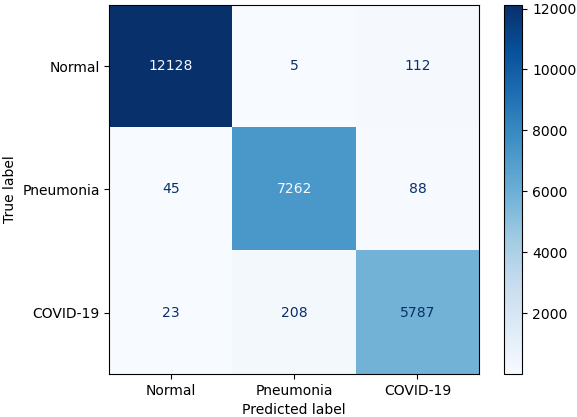 12000
Normal 12128 5 112
10000
8000
Pneumonia 45 7262 88
6000
4000
COVID-19 23 208 5787
2000
Normal Pneumonia COVID-19
Predicted label
True label